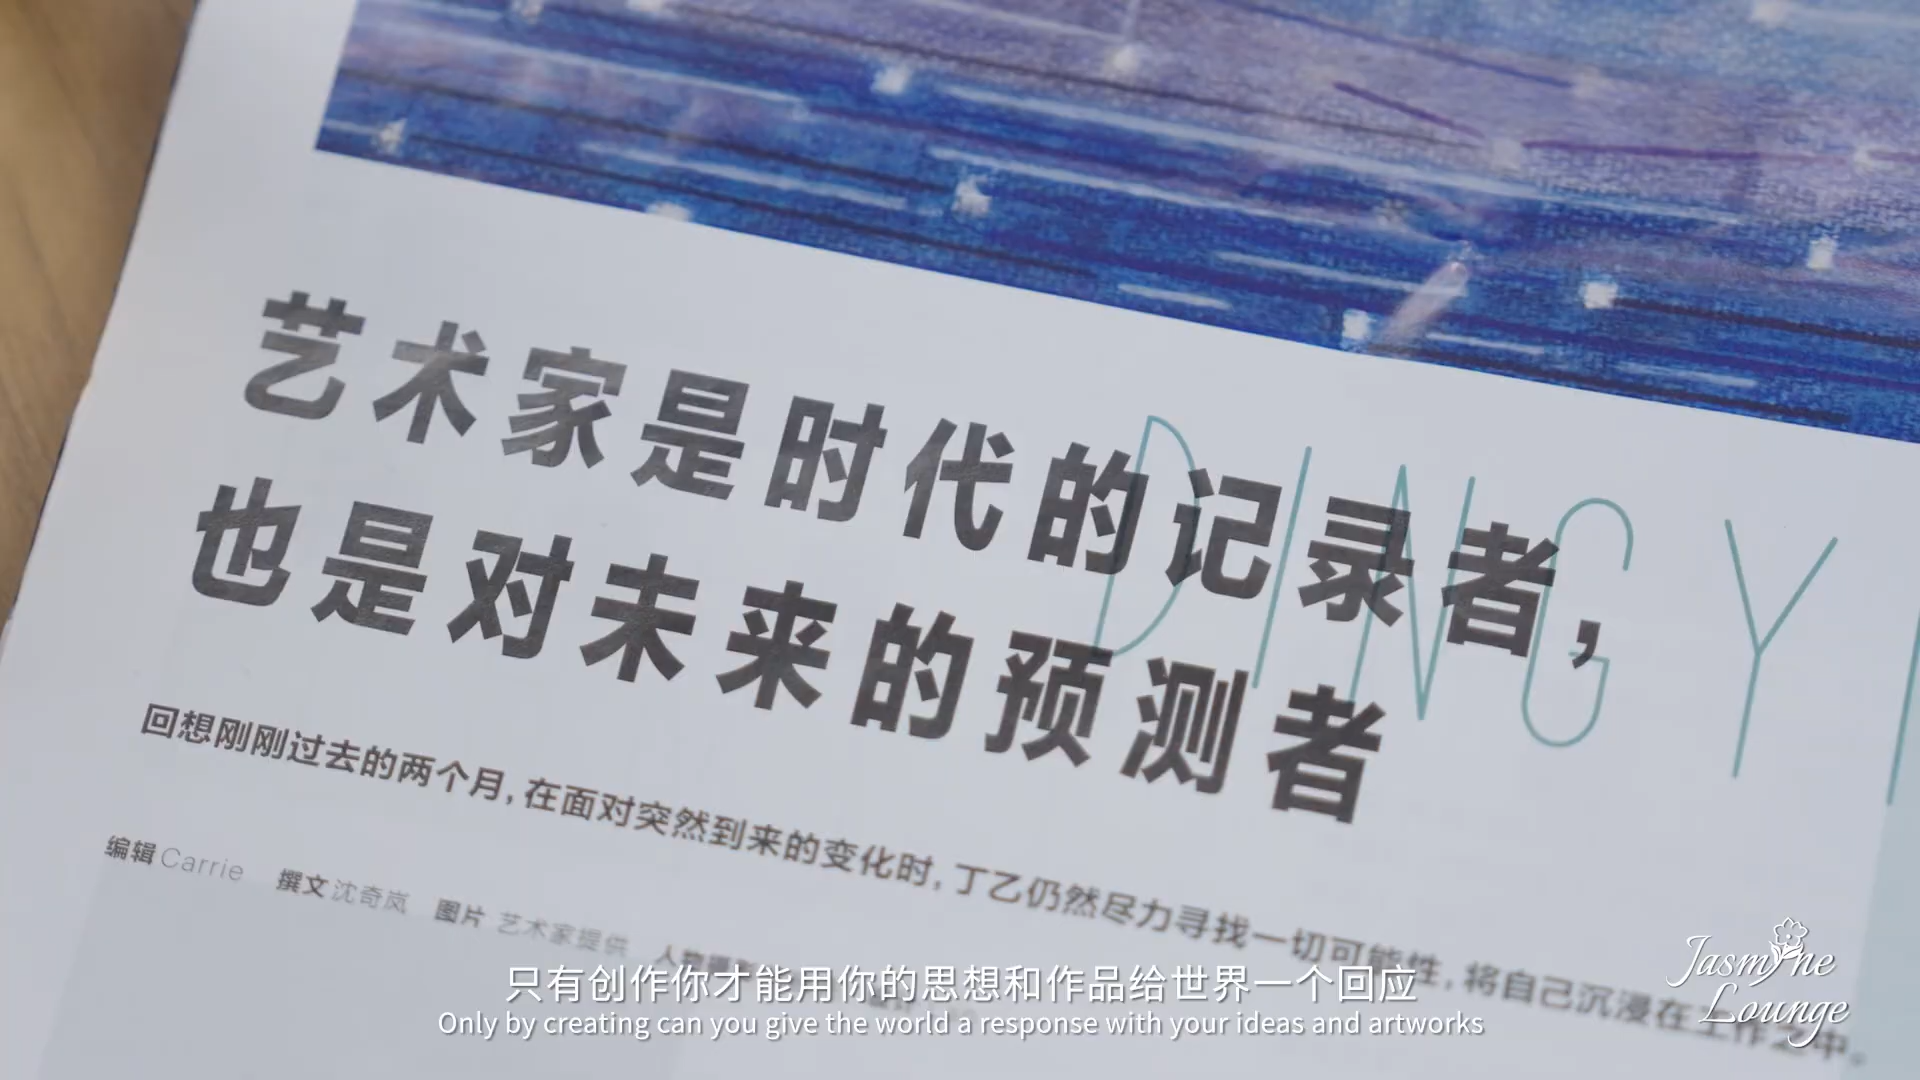 艺术家是时代的记录者,
也是对未来的预测者
DING Y
回想刚刚过去的两个月,在面对突然到来的变化时,丁乙仍然尽力寻找一切可能性,将自己沉浸在工作之中。
编辑 Carrie 撰文 沈奇岚 图片 艺术家提供
只有创作你才能用你的思想和作品给世界一个回应
Only by creating can you give the world a response with your ideas and artworks
Jasmine
Lounge